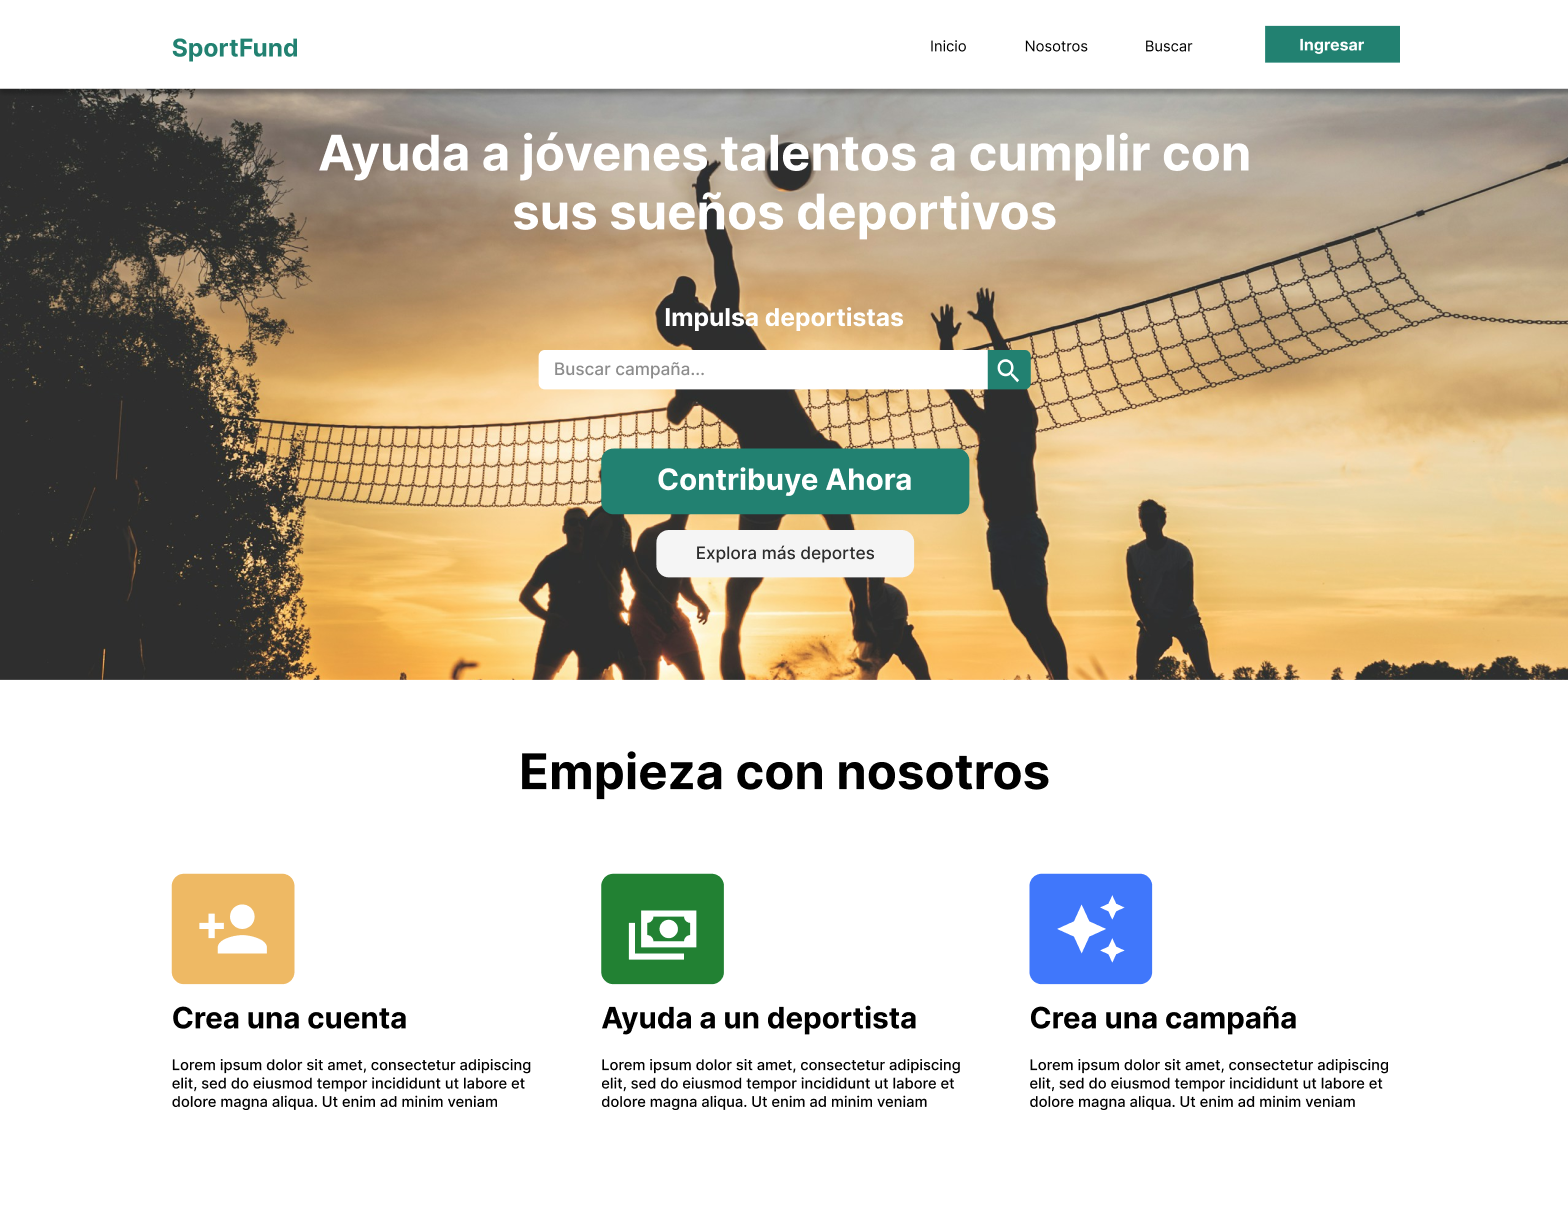 SportFund
Inicio
Nosotros
Buscar
Ingresar
Ayuda a jóvenes talentos a cumplir con
sus sueños deportivos
Impulsa deportistas
Buscar campaña...
Contribuye Ahora
Explora más deportes
Empieza con nosotros
Crea una cuenta
Lorem ipsum dolor sit amet, consectetur adipiscing
elit, sed do eiusmod tempor incididunt ut labore et
dolore magna aliqua. Ut enim ad minim veniam
Ayuda a un deportista
Lorem ipsum dolor sit amet, consectetur adipiscing
elit, sed do eiusmod tempor incididunt ut labore et
dolore magna aliqua. Ut enim ad minim veniam
Crea una campaña
Lorem ipsum dolor sit amet, consectetur adipiscing
elit, sed do eiusmod tempor incididunt ut labore et
dolore magna aliqua. Ut enim ad minim veniam